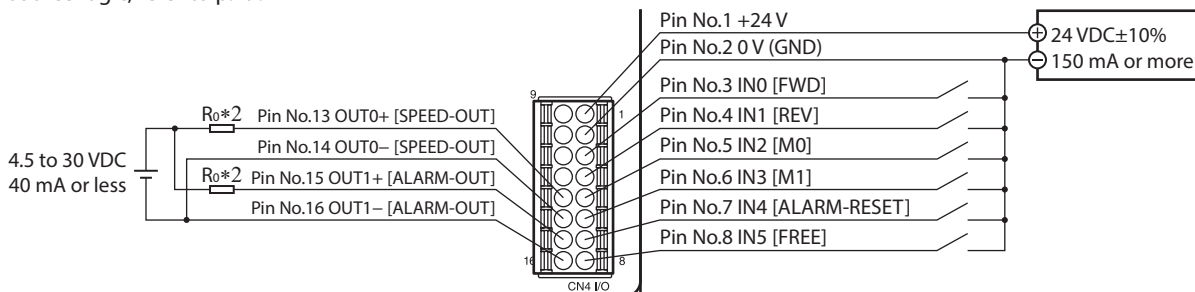 Pin No.1 +24 V
Pin No.2 0 V (GND)
Pin No.3 IN0 [FWD]
Pin No.4 IN1 [REV]
Pin No.5 IN2 [M0]
Pin No.6 IN3 [M1]
Pin No.7 IN4 [ALARM-RESET]
Pin No.8 IN5 [FREE]
24 VDC±10%
150 mA or more
9
1
R0*2 Pin No.13 OUT0+ [SPEED-OUT]
Pin No.14 OUT0− [SPEED-OUT]
R0*2 Pin No.15 OUT1+ [ALARM-OUT]
Pin No.16 OUT1− [ALARM-OUT]
4.5 to 30 VDC
40 mA or less
16
8
CN4 I/O